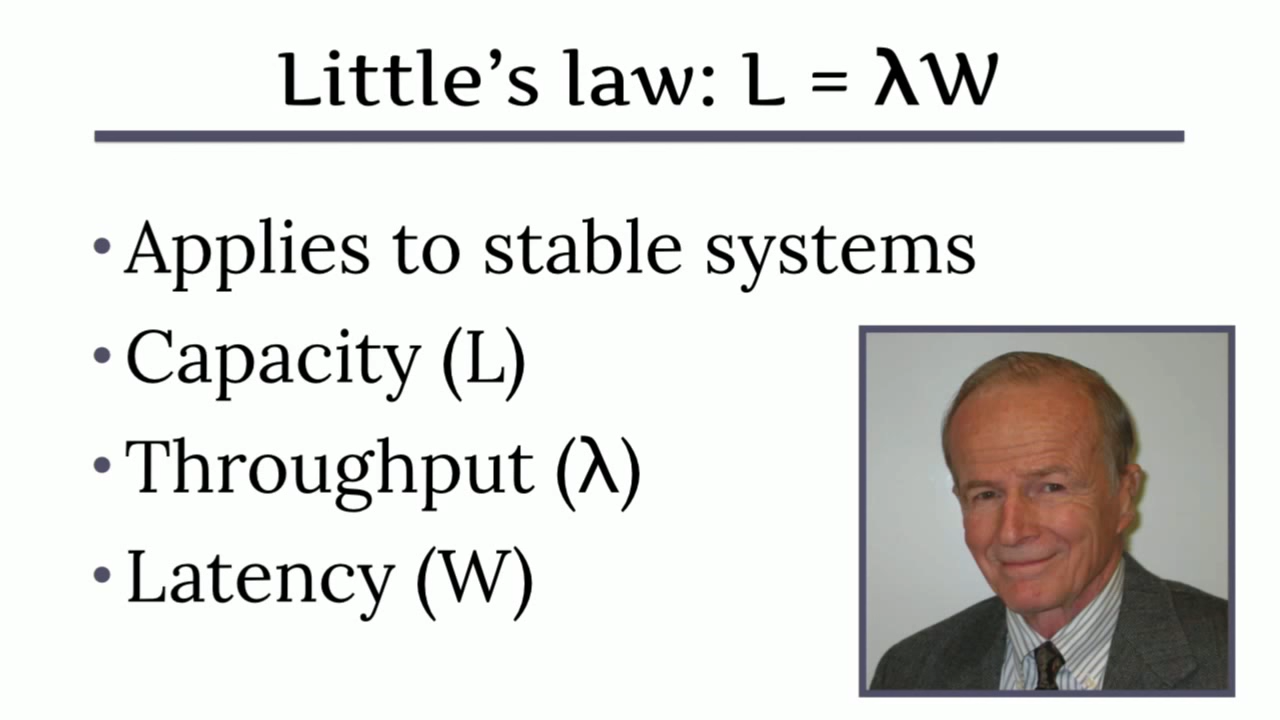 Little’s law: L = λW
• Applies to stable systems
• Capacity (L)
• Throughput (λ)
• Latency (W)